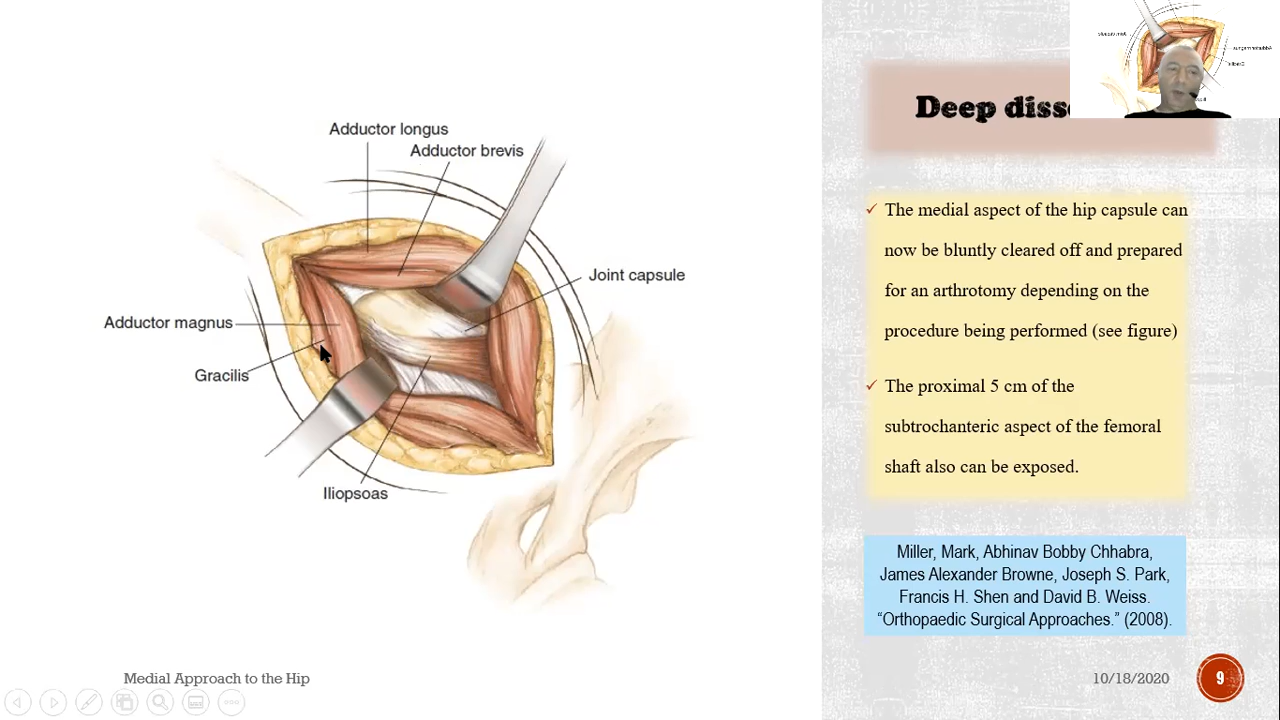 Adductor longus
Adductor brevis
Joint capsule
Adductor magnus
Gracilis
Iliopsoas
Deep
The medial aspect of the hip capsule can
now be bluntly cleared off and prepared
for an arthrotomy depending on the
procedure being performed (see figure)
The proximal 5 cm of the
subtrochanteric aspect of the femoral
shaft also can be exposed.
Miller, Mark, Abhinav Bobby Chhabra,
James Alexander Browne, Joseph S. Park,
Francis H. Shen and David B. Weiss.
“Orthopaedic Surgical Approaches.” (2008).
Medial Approach to the Hip
10/18/2020
9